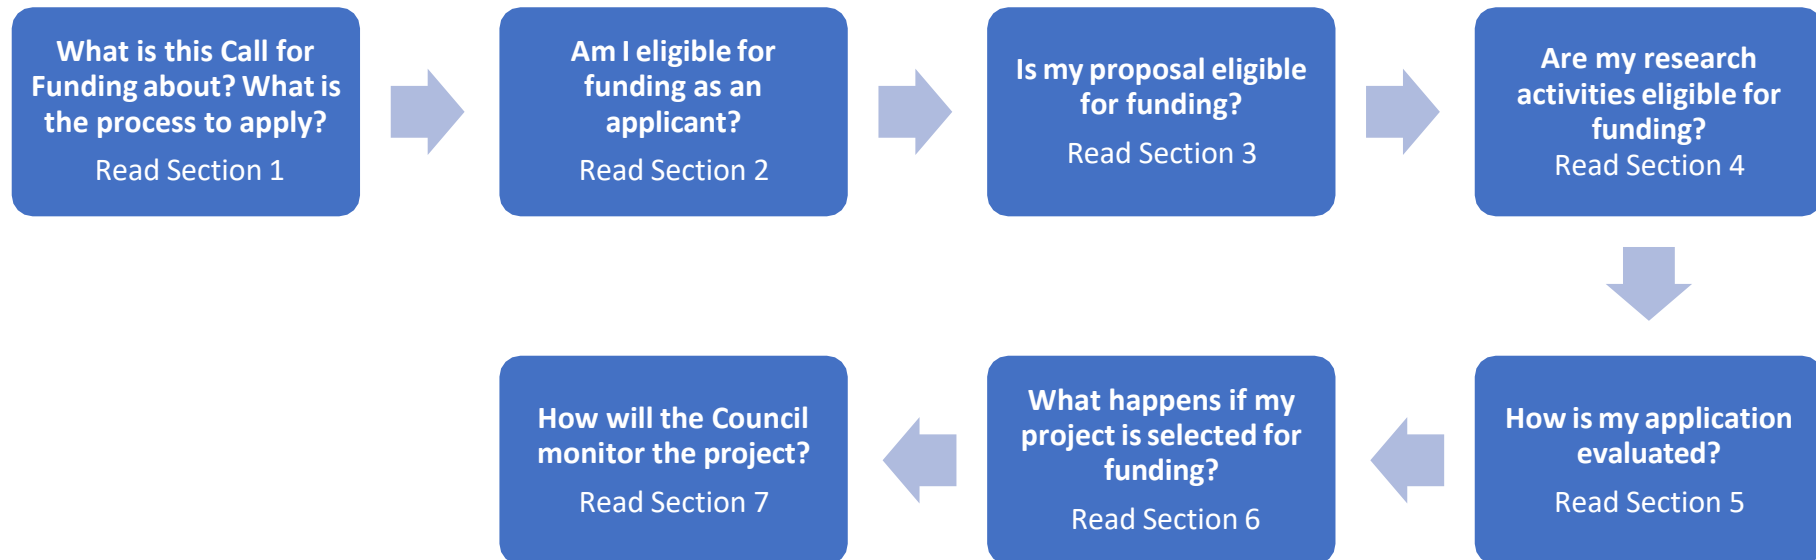 What is this Call for
Funding about? What is
the process to apply?
Read Section 1
Am I eligible for
funding as an
applicant?
Read Section 2
Is my proposal eligible
for funding?
Read Section 3
Are my research
activities eligible for
funding?
Read Section 4
How is my application
evaluated?
Read Section 5
What happens if my
project is selected for
funding?
Read Section 6
How will the Council
monitor the project?
Read Section 7